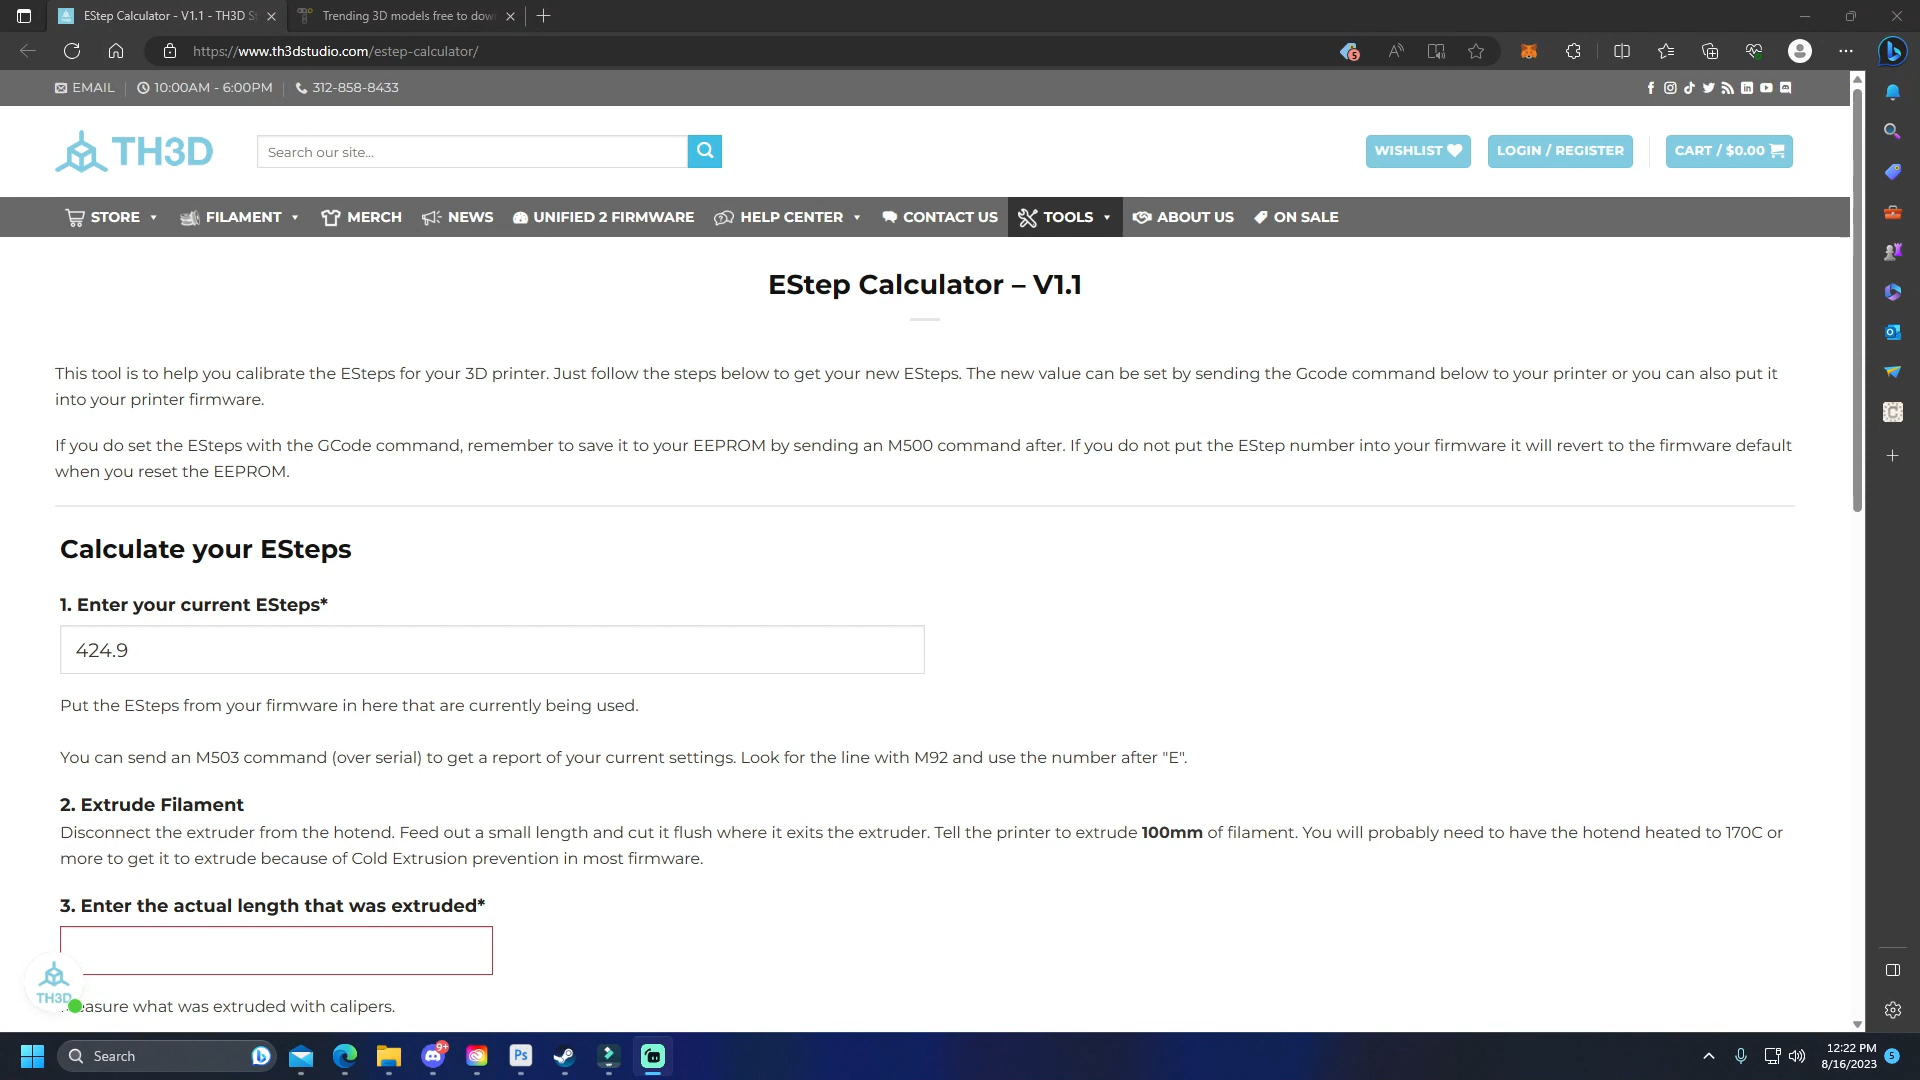 EStep Calculator - V1.1 - TH3D S
Trending 3D models free to dow
https://www.th3dstudio.com/estep-calculator/
5
EMAIL
10:00AM - 6:00PM
312-858-8433
TH3D
Search our site...
WISHLIST
LOGIN / REGISTER
CART / $0.00
STORE
FILAMENT
MERCH
NEWS
UNIFIED 2 FIRMWARE
HELP CENTER
CONTACT US
TOOLS
ABOUT US
ON SALE
EStep Calculator – V1.1
This tool is to help you calibrate the ESteps for your 3D printer. Just follow the steps below to get your new ESteps. The new value can be set by sending the Gcode command below to your printer or you can also put it
into your printer firmware.
If you do set the ESteps with the GCode command, remember to save it to your EEPROM by sending an M500 command after. If you do not put the EStep number into your firmware it will revert to the firmware default
when you reset the EEPROM.
Calculate your ESteps
1. Enter your current ESteps*
424.9
Put the ESteps from your firmware in here that are currently being used.
You can send an M503 command (over serial) to get a report of your current settings. Look for the line with M92 and use the number after "E".
2. Extrude Filament
Disconnect the extruder from the hotend. Feed out a small length and cut it flush where it exits the extruder. Tell the printer to extrude 100mm of filament. You will probably need to have the hotend heated to 170C or
more to get it to extrude because of Cold Extrusion prevention in most firmware.
3. Enter the actual length that was extruded*
TH3D
easure what was extruded with calipers.
Search
9+
Ps
12:22 PM
8/16/2023
5